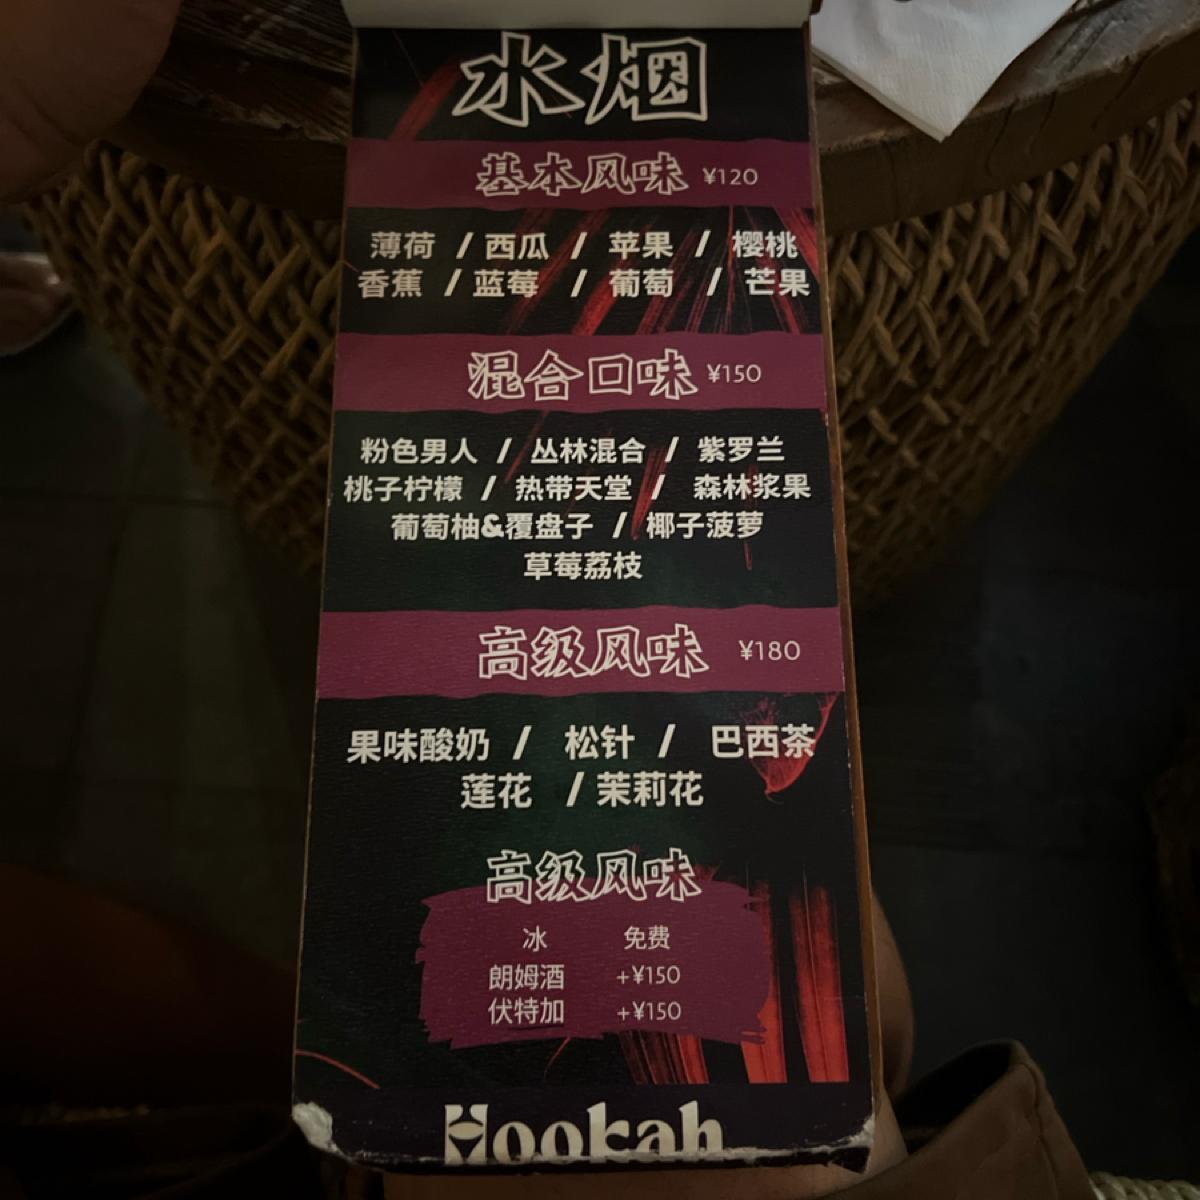 水烟
基本风味 ¥120
薄荷 / 西瓜 / 苹果 / 樱桃
香蕉 / 蓝莓 / 葡萄 / 芒果
混合口味 ¥150
粉色男人 / 丛林混合 / 紫罗兰
桃子柠檬 / 热带天堂 / 森林浆果
葡萄柚&覆盘子 / 椰子菠萝
草莓荔枝
高级风味 ¥180
果味酸奶 / 松针 / 巴西茶
莲花 / 茉莉花
高级风味
冰 免费
朗姆酒 +¥150
伏特加 +¥150
Hookah